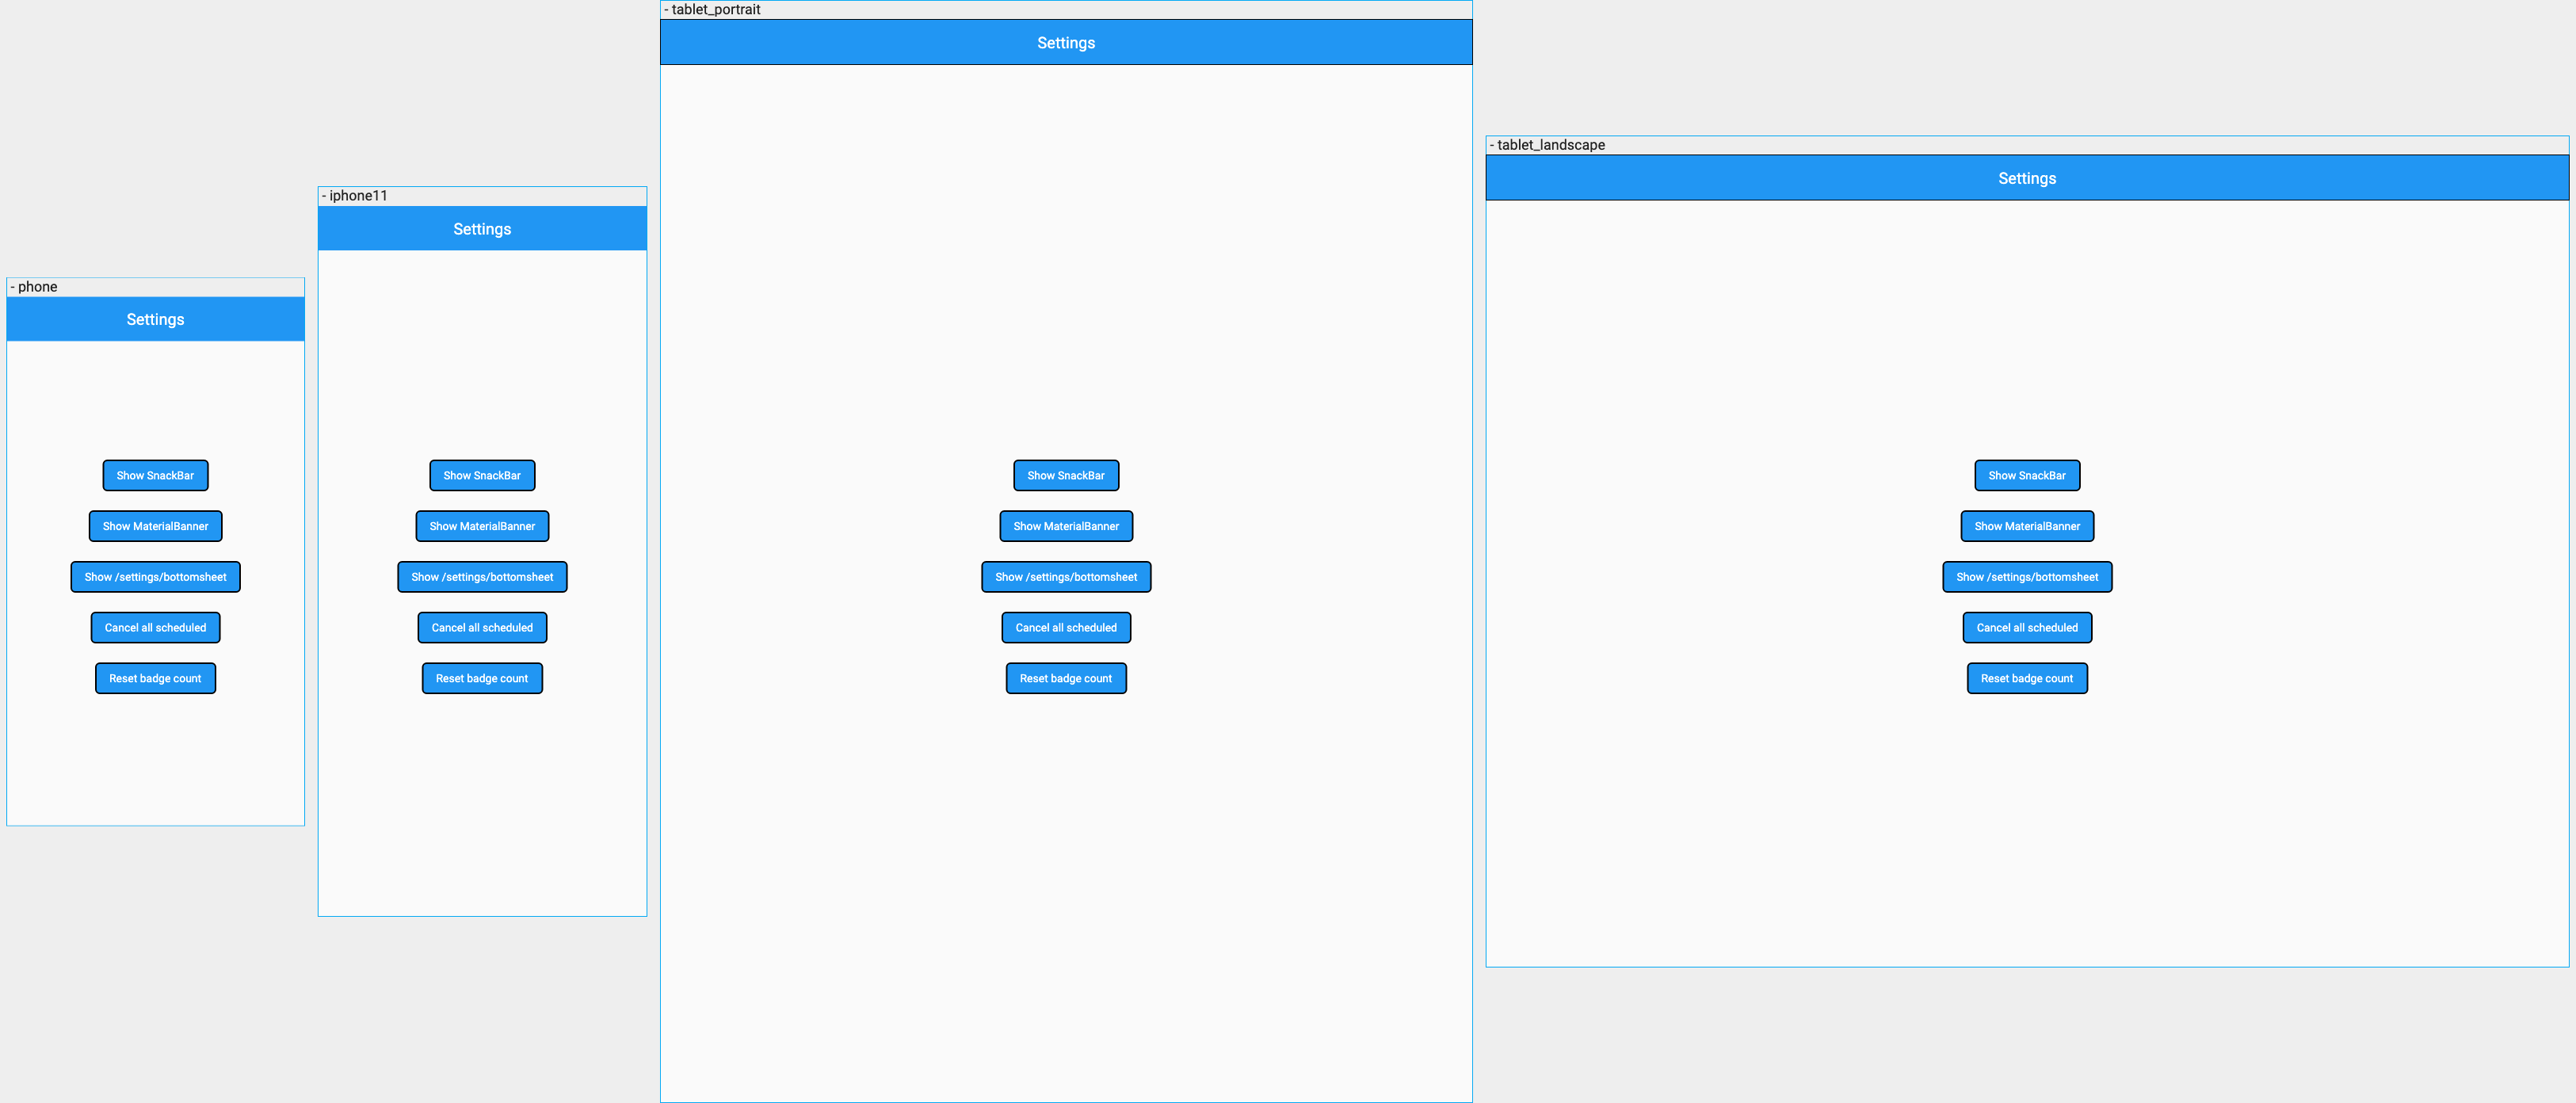 - phone
Settings
Show SnackBar
Show MaterialBanner
Show /settings/bottomsheet
Cancel all scheduled
Reset badge count
- iphone11
Settings
Show SnackBar
Show MaterialBanner
Show /settings/bottomsheet
Cancel all scheduled
Reset badge count
- tablet_portrait
Settings
Show SnackBar
Show MaterialBanner
Show /settings/bottomsheet
Cancel all scheduled
Reset badge count
- tablet_landscape
Settings
Show SnackBar
Show MaterialBanner
Show /settings/bottomsheet
Cancel all scheduled
Reset badge count